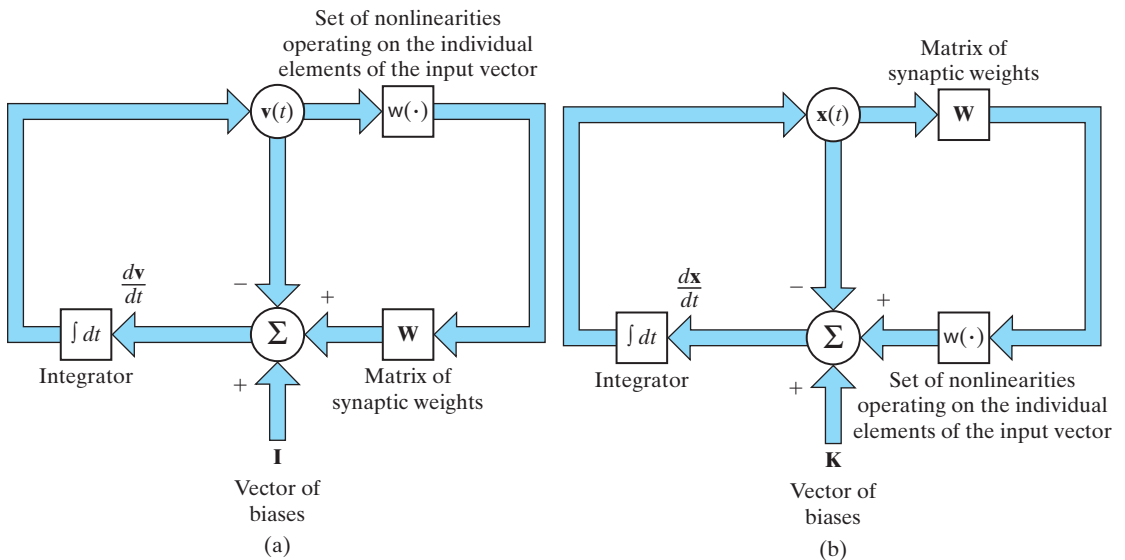 Set of nonlinearities
operating on the individual
elements of the input vector
v(t)
w(·)
−
dv
dt
+
∫ dt
Σ
W
Integrator
+
Matrix of
synaptic weights
I
Vector of
biases
(a)
Matrix of
synaptic weights
x(t)
W
−
dx
dt
+
∫ dt
Σ
w(·)
Integrator
+
Set of nonlinearities
operating on the individual
elements of the input vector
K
Vector of
biases
(b)